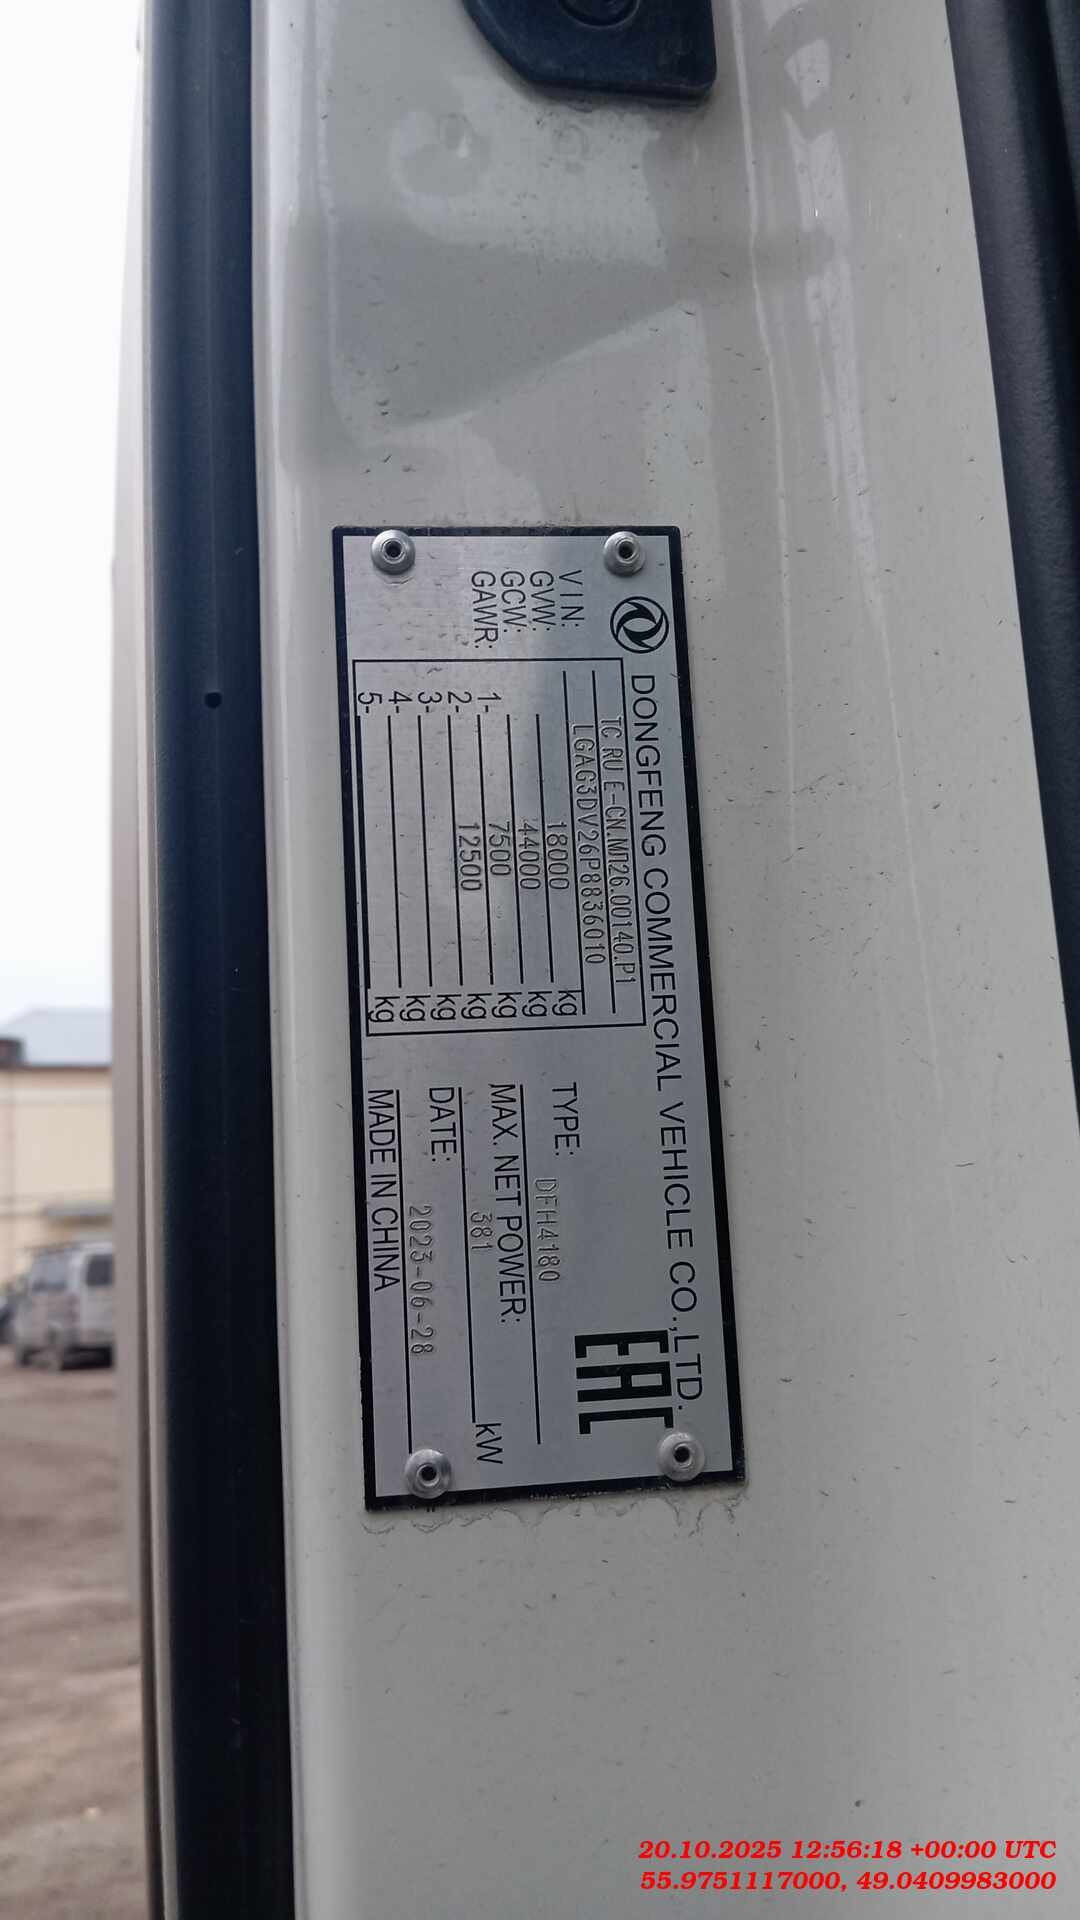 DONGFENG COMMERCIAL VEHICLE CO.,LTD.
TC RU E-CN.МП26.00140.P1
VIN: LGAG3DV26P8836010
GVW: 18000 kg
GCW: 44000 kg
GAWR: 1- 7500 kg
2- 12500 kg
3- kg
4- kg
5- kg
EAC
TYPE: DFH4180
MAX. NET POWER:
381 kW
DATE: 2023-06-28
MADE IN CHINA
20.10.2025 12:56:18 +00:00 UTC
55.9751117000, 49.0409983000